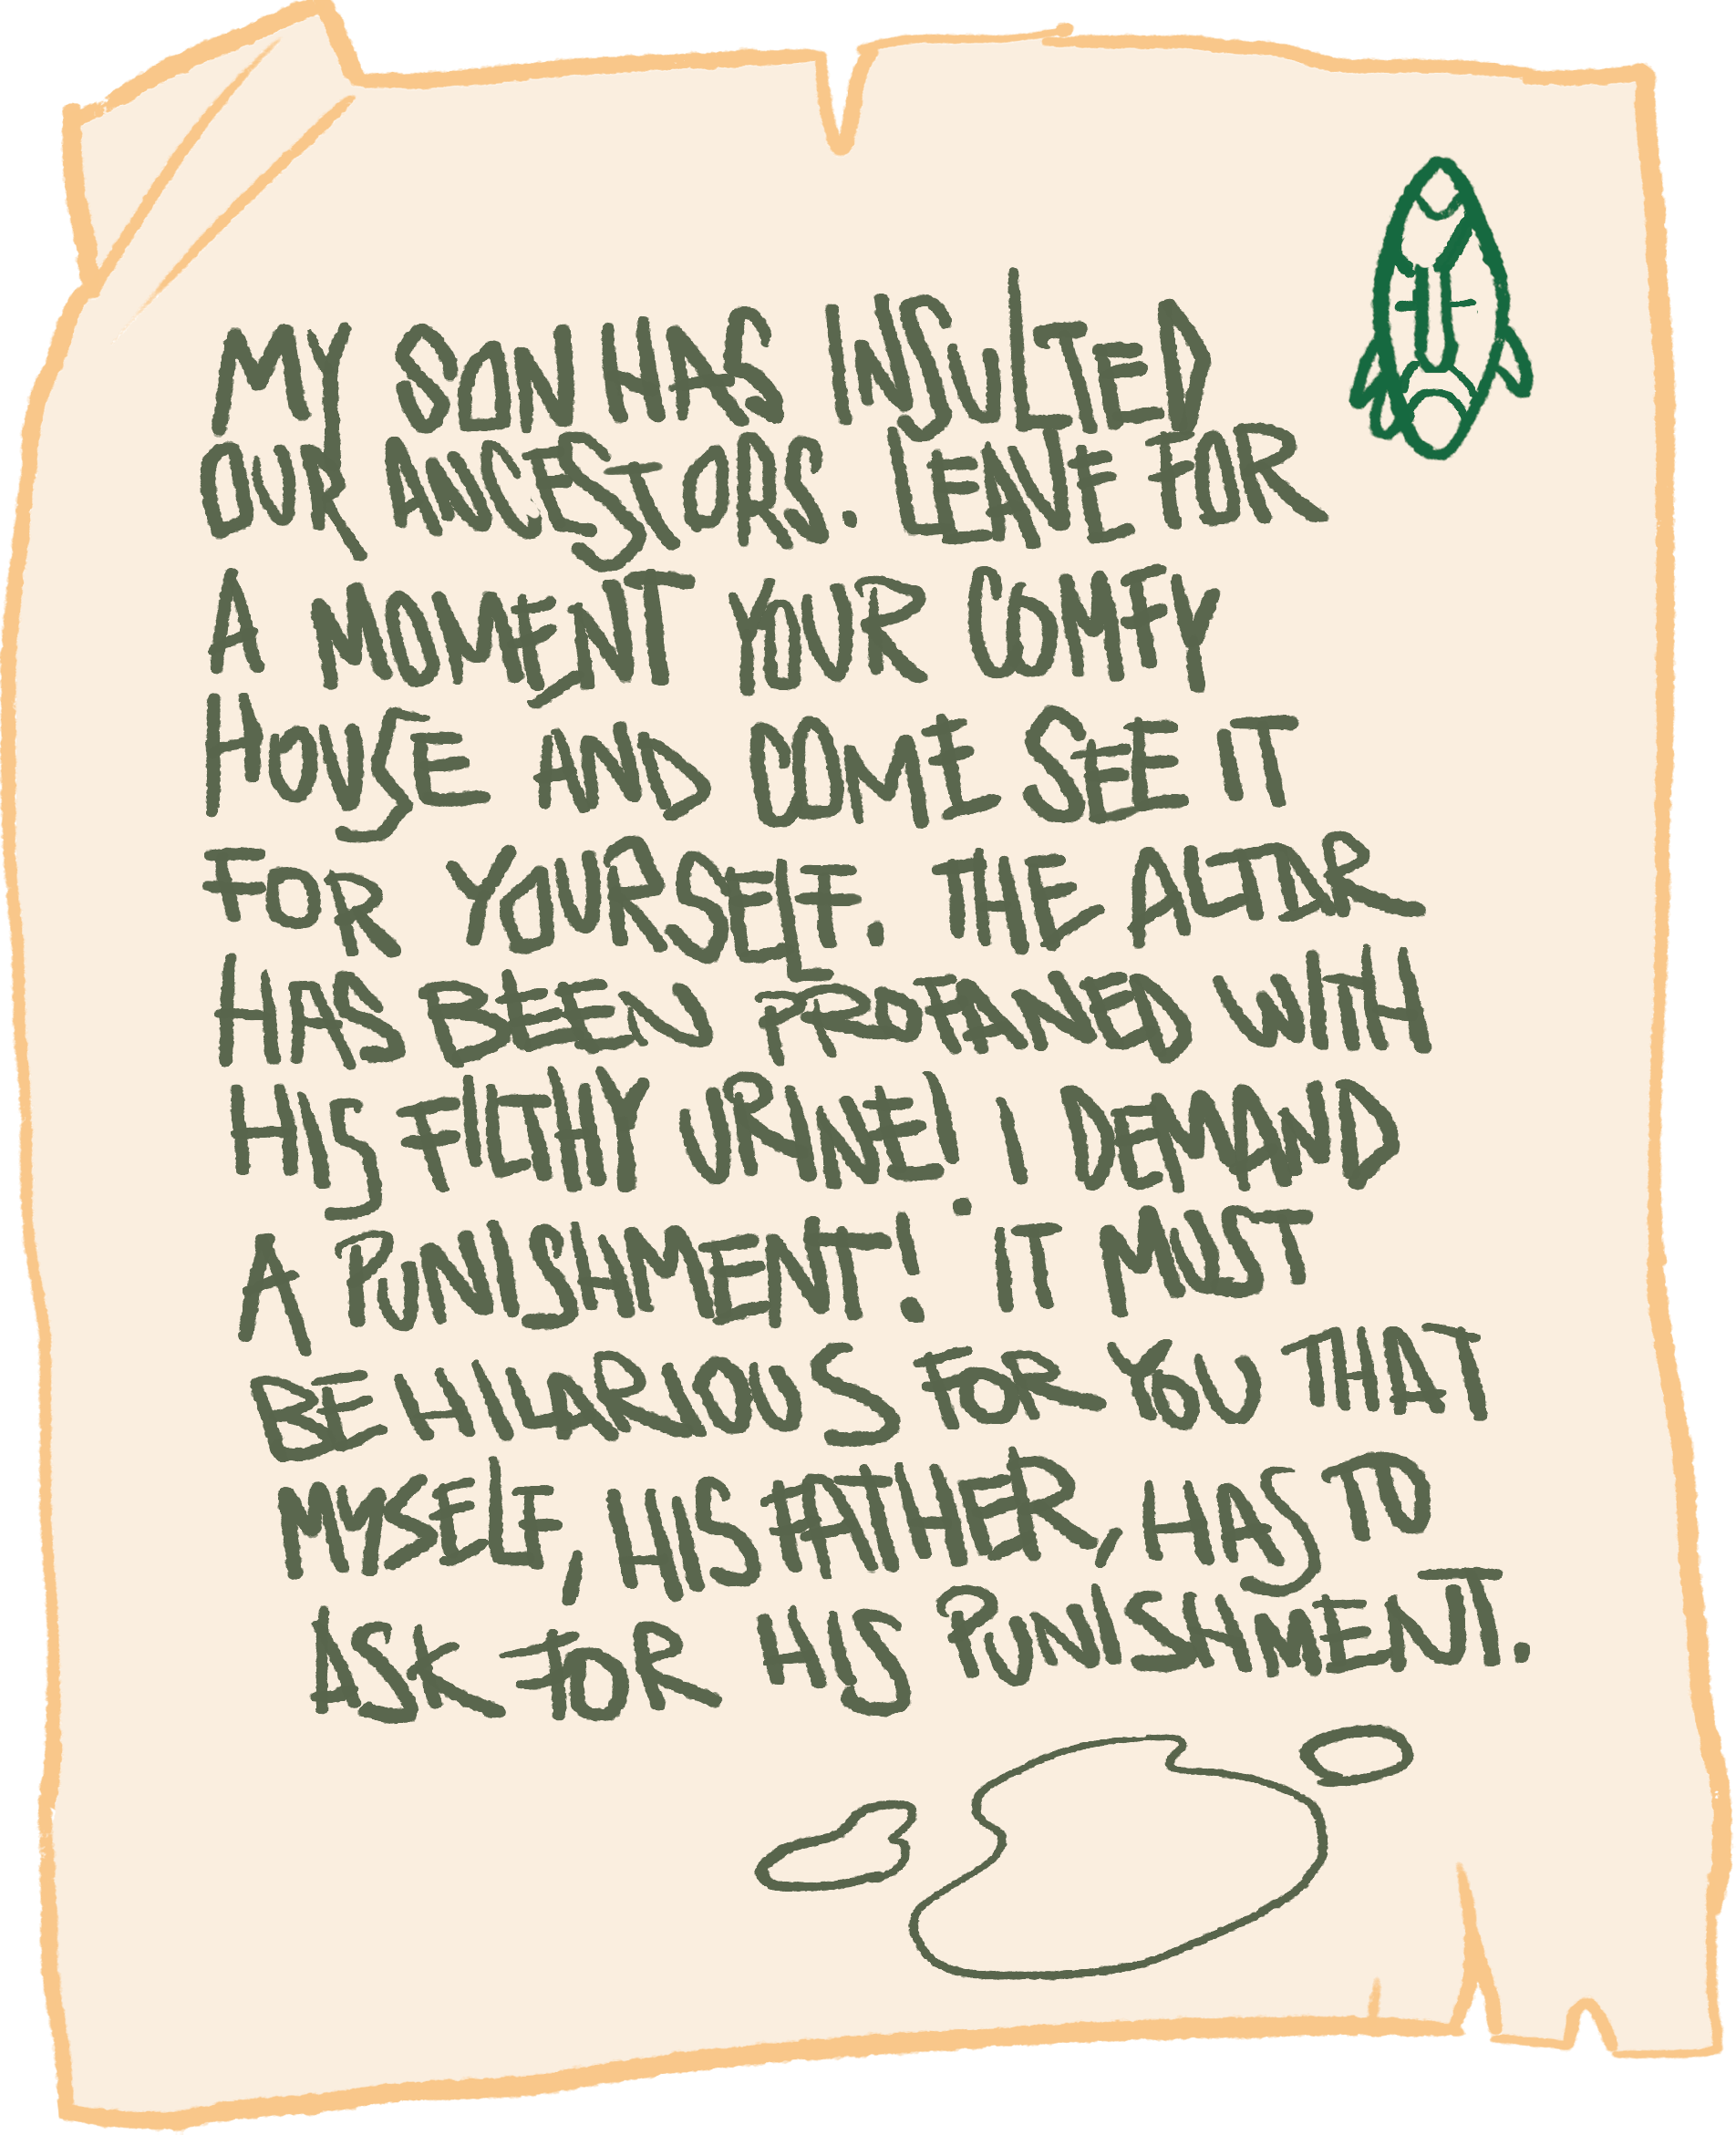 MY SON HAS INSULTED
OUR ANCESTORS. LEAVE FOR
A MOMENT YOUR COMFY
HOUSE AND COME SEE IT
FOR YOURSELF. THE ALTAR
HAS BEEN PROFANED WITH
HIS FILTHY URINE! I DEMAND
A PUNISHMENT! IT MUST
BE HILARIOUS FOR YOU THAT
MYSELF, HIS FATHER, HAS TO
ASK FOR HIS PUNISHMENT.